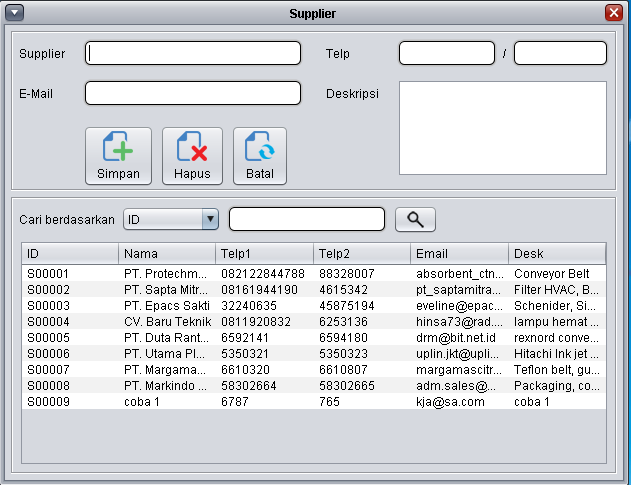 Supplier
Supplier Telp /
E-Mail Deskripsi
Simpan Hapus Batal
Cari berdasarkan ID
ID Nama Telp1 Telp2 Email Desk
S00001 PT. Protechm... 082122844788 88328007 absorbent_ctn... Conveyor Belt
S00002 PT. Sapta Mitr... 08161944190 4615342 pt_saptamitra... Filter HVAC, B...
S00003 PT. Epacs Sakti 32240635 45875194 eveline@epac... Schenider, Si...
S00004 CV. Baru Teknik 0811920832 6253136 hinsa73@rad.... lampu hemat ...
S00005 PT. Duta Rant... 6592141 6594180 drm@bit.net.id rexnord conve...
S00006 PT. Utama Pl... 5350321 5350323 uplin.jkt@upli... Hitachi Ink jet ...
S00007 PT. Margama... 6610320 6610807 margamascitr... Teflon belt, gu...
S00008 PT. Markindo ... 58302664 58302665 adm.sales@... Packaging, co...
S00009 coba 1 6787 765 kja@sa.com coba 1